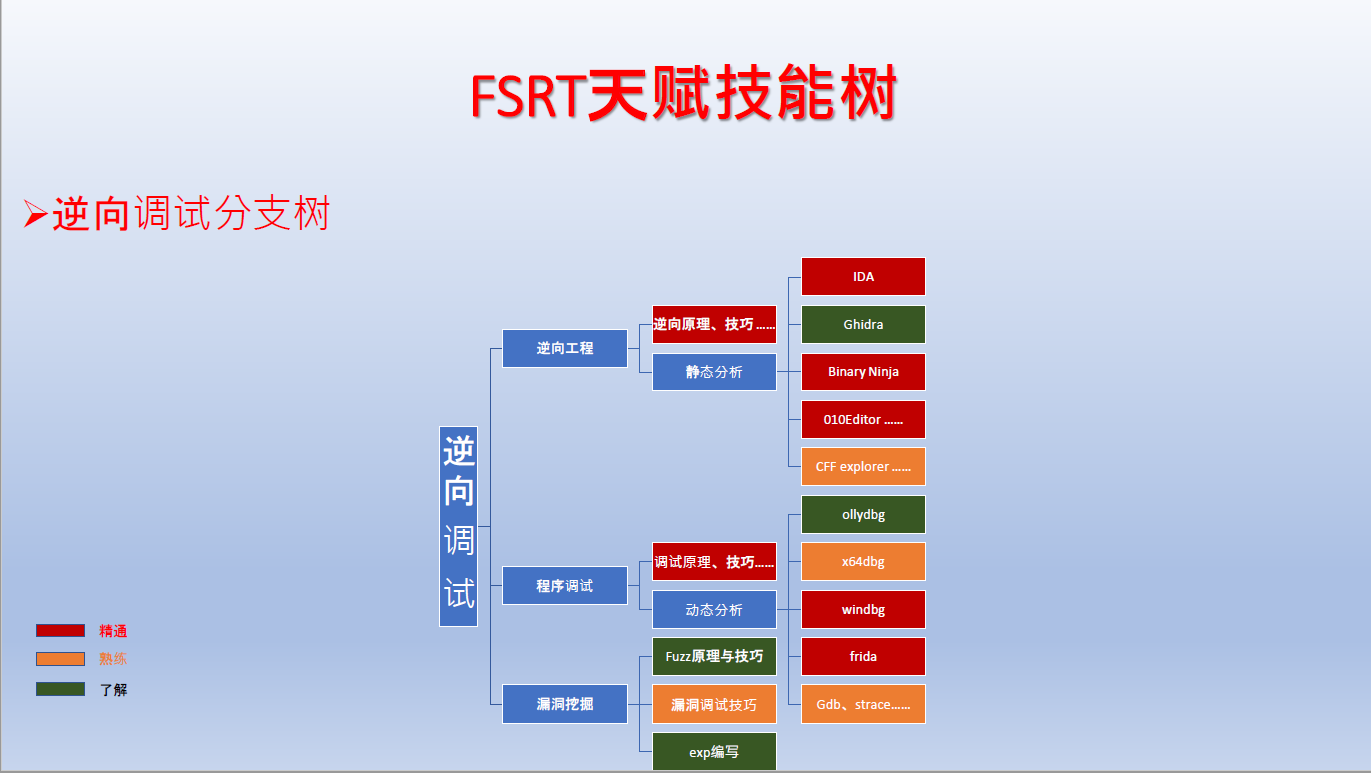 FSRT天赋技能树
逆向调试分支树
逆向调试
逆向工程
逆向原理、技巧……
静态分析
IDA
Ghidra
Binary Ninja
010Editor ……
CFF explorer ……
程序调试
调试原理、技巧……
动态分析
ollydbg
x64dbg
windbg
frida
Gdb、strace……
漏洞挖掘
Fuzz原理与技巧
漏洞调试技巧
exp编写
精通
熟练
了解